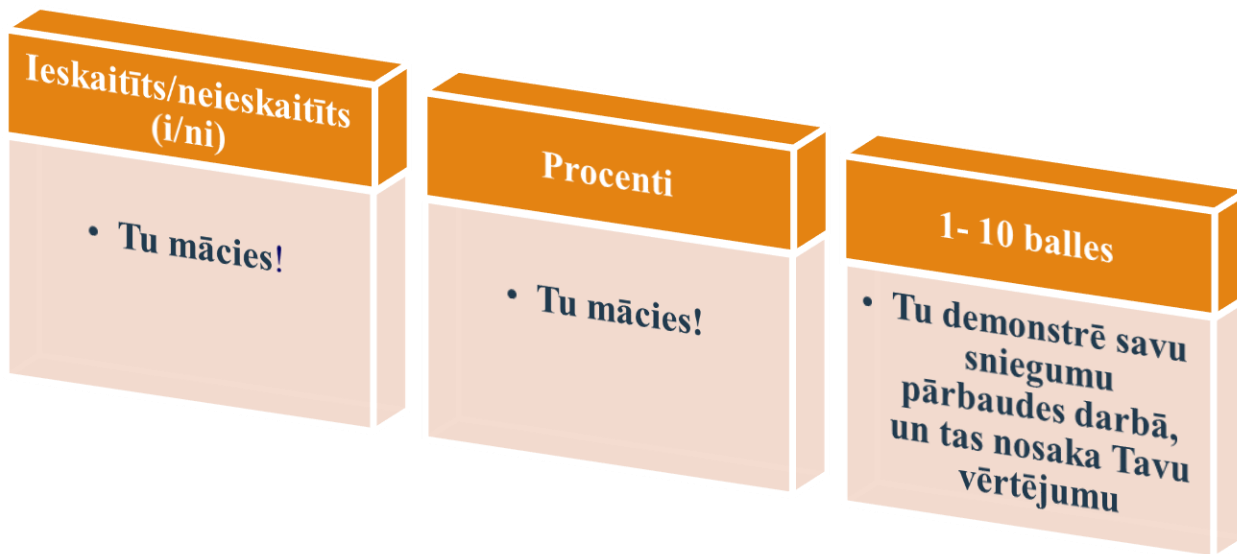 Ieskaitīts/neieskaitīts
(i/ni)
• Tu mācies!
Procenti
• Tu mācies!
1- 10 balles
• Tu demonstrē savu
sniegumu
pārbaudes darbā,
un tas nosaka Tavu
vērtējumu